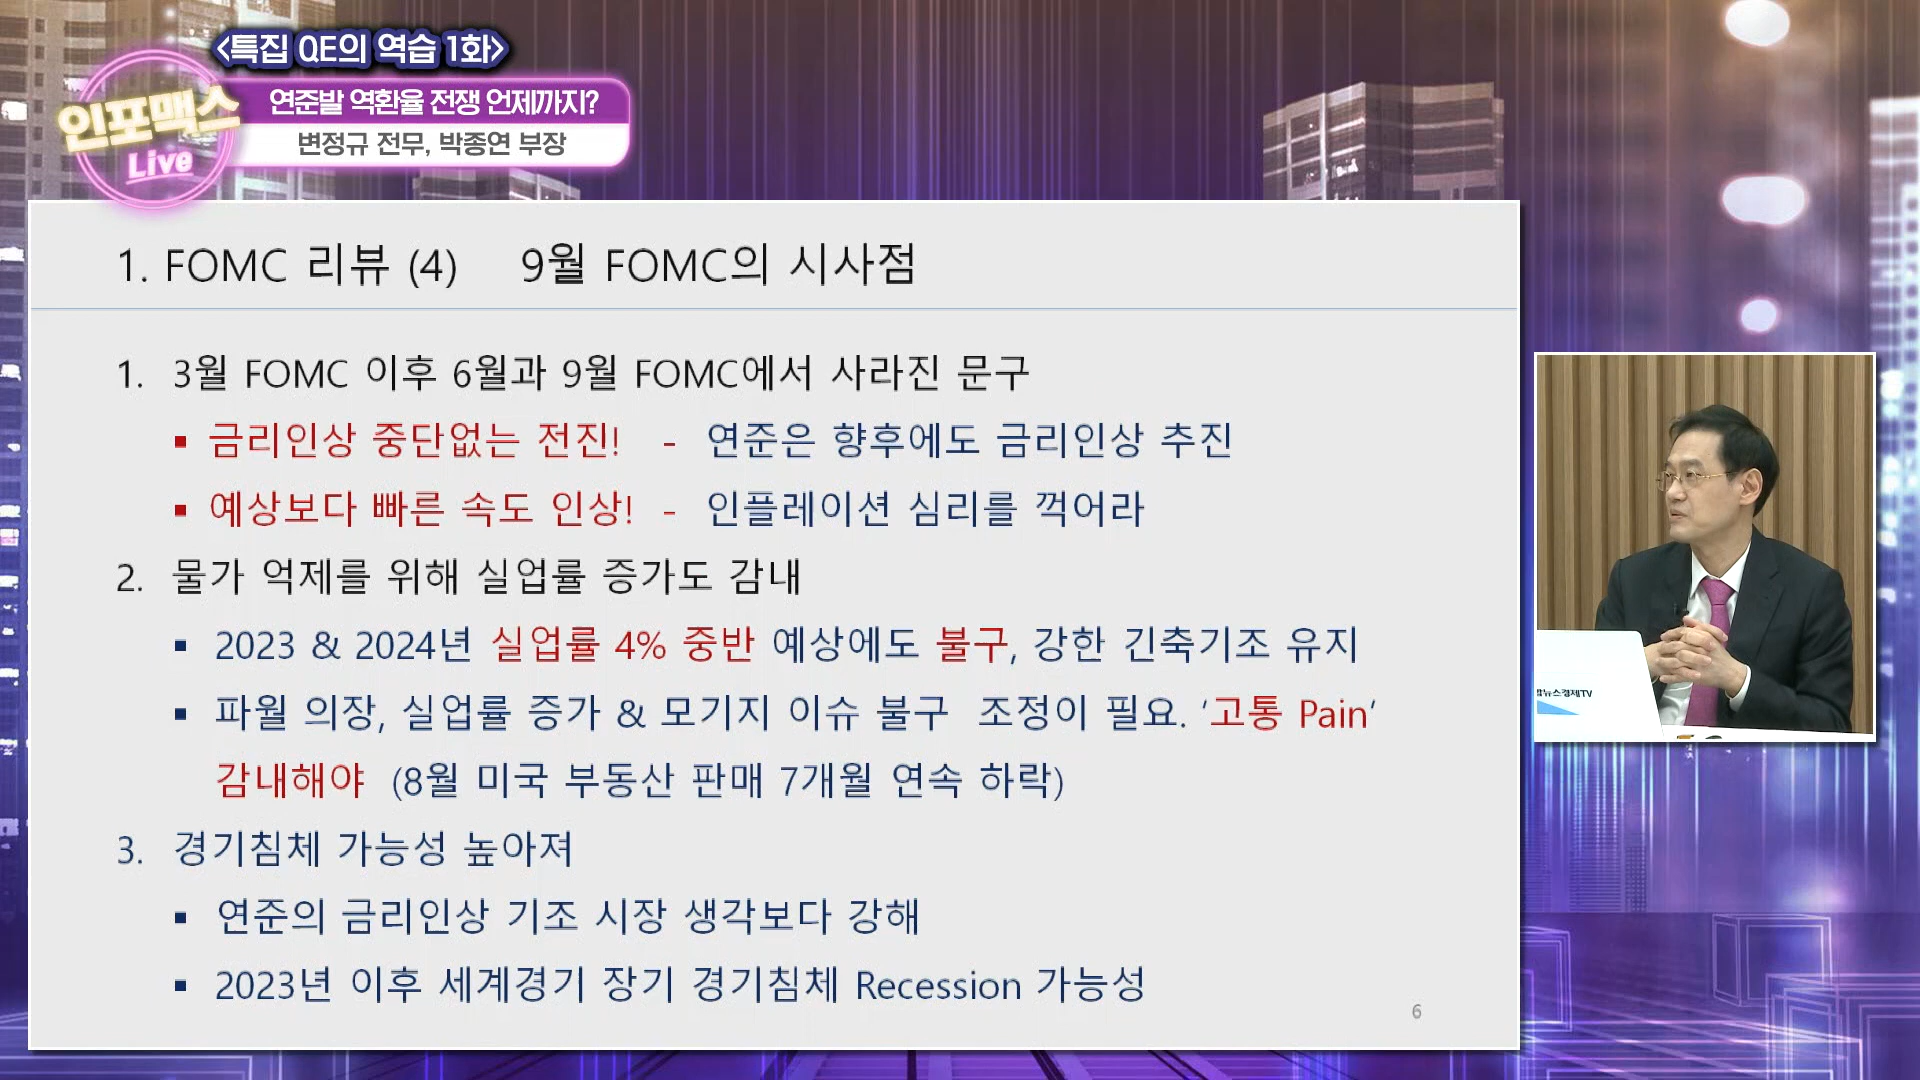 <특집 QE의 역습 1화>
인포맥스
Live
연준발 역환율 전쟁 언제까지?
변정규 전무, 박종연 부장
1. FOMC 리뷰 (4) 9월 FOMC의 시사점
1. 3월 FOMC 이후 6월과 9월 FOMC에서 사라진 문구
▪ 금리인상 중단없는 전진! - 연준은 향후에도 금리인상 추진
▪ 예상보다 빠른 속도 인상! - 인플레이션 심리를 꺽어라
2. 물가 억제를 위해 실업률 증가도 감내
▪ 2023 & 2024년 실업률 4% 중반 예상에도 불구, 강한 긴축기조 유지
▪ 파월 의장, 실업률 증가 & 모기지 이슈 불구 조정이 필요. ‘고통 Pain’
감내해야 (8월 미국 부동산 판매 7개월 연속 하락)
3. 경기침체 가능성 높아져
▪ 연준의 금리인상 기조 시장 생각보다 강해
▪ 2023년 이후 세계경기 장기 경기침체 Recession 가능성
6
뉴스경제TV